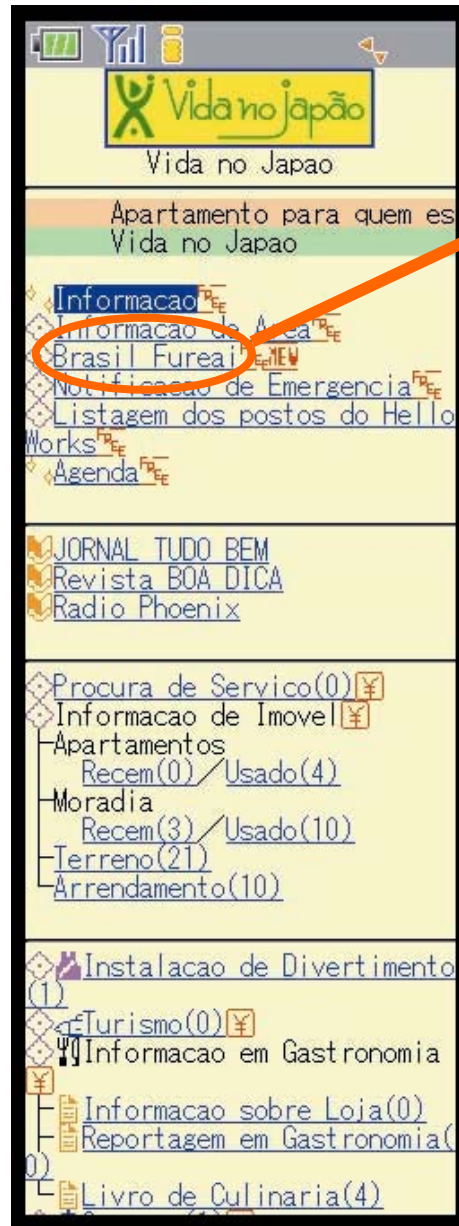 Vida no japão
Vida no Japao
Apartamento para quem es
Vida no Japao
Informacao FREE
Informacao de Area FREE
Brasil Fureai FREE NEW
Notificacao de Emergencia FREE
Listagem dos postos do Hello
Works FREE
Agenda FREE
JORNAL TUDO BEM
Revista BOA DICA
Radio Phoenix
Procura de Servico(0)¥
Informacao de Imovel¥
Apartamentos
Recem(0)/Usado(4)
Moradia
Recem(3)/Usado(10)
Terreno(21)
Arrendamento(10)
Instalacao de Divertimento
(1)
Turismo(0)¥
Informacao em Gastronomia
¥
Informacao sobre Loja(0)
Reportagem em Gastronomia(
0)
Livro de Culinaria(4)